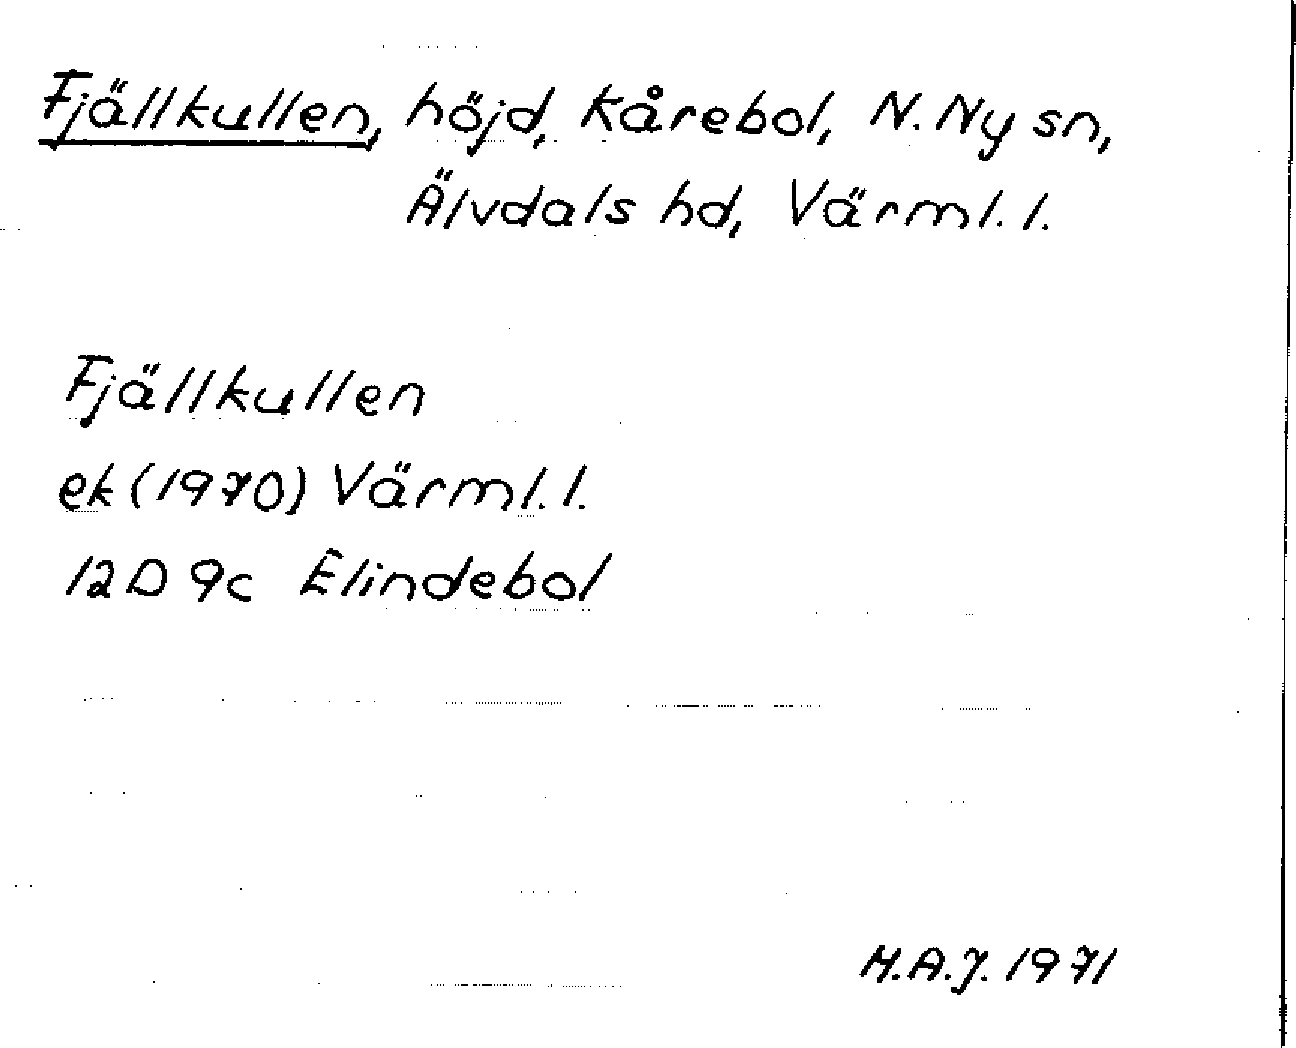 Fjällkullen, höjd, Kårebol, N. Ny sn,
Älvdals hd, Värml. l.
Fjällkullen
ek (1970) Värml. l.
12D 9c Elindebol
M.A.J. 1971